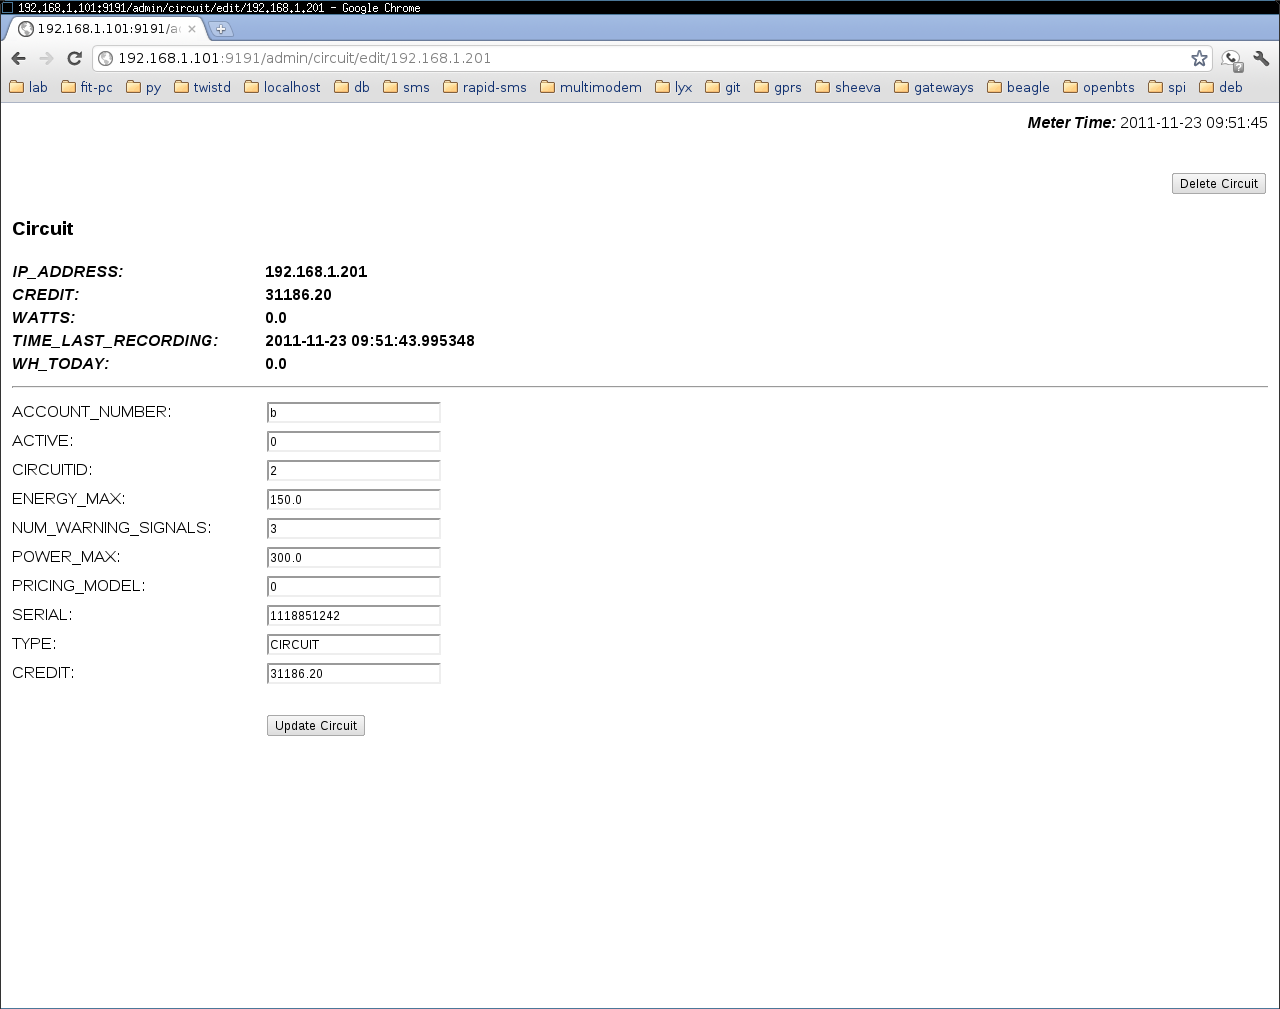 192.168.1.101:9191/admin/circuit/edit/192.168.1.201 - Google Chrome
192.168.1.101:9191/ad
192.168.1.101:9191/admin/circuit/edit/192.168.1.201
lab fit-pc py twistd localhost db sms rapid-sms multimodem lyx git gprs sheeva gateways beagle openbts spi deb
Meter Time: 2011-11-23 09:51:45
Delete Circuit
Circuit
IP_ADDRESS: 192.168.1.201
CREDIT: 31186.20
WATTS: 0.0
TIME_LAST_RECORDING: 2011-11-23 09:51:43.995348
WH_TODAY: 0.0
ACCOUNT_NUMBER: b
ACTIVE: 0
CIRCUITID: 2
ENERGY_MAX: 150.0
NUM_WARNING_SIGNALS: 3
POWER_MAX: 300.0
PRICING_MODEL: 0
SERIAL: 1118851242
TYPE: CIRCUIT
CREDIT: 31186.20
Update Circuit